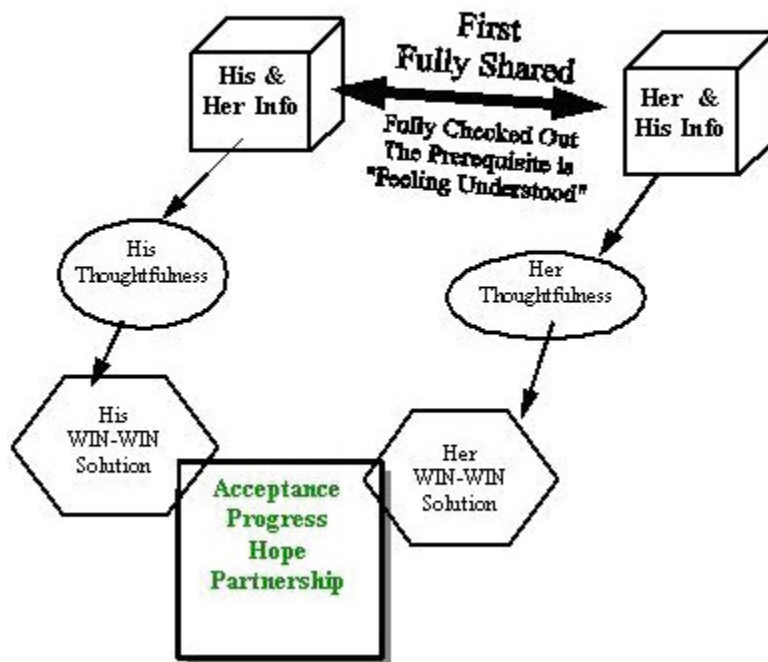 His &
Her Info
First
Fully Shared
Fully Checked Out
The Prerequisite is
"Feeling Understood"
Her &
His Info
His
Thoughtfulness
Her
Thoughtfulness
His
WIN-WIN
Solution
Her
WIN-WIN
Solution
Acceptance
Progress
Hope
Partnership